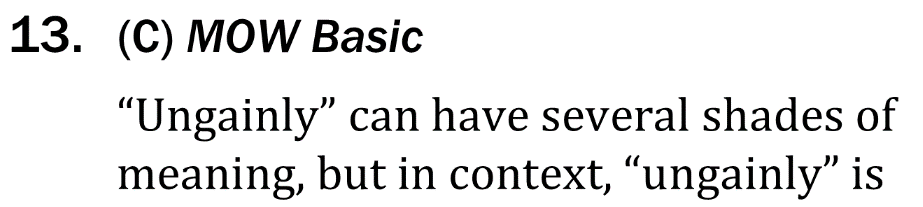 13. (C) MOW Basic
“Ungainly” can have several shades of
meaning, but in context, “ungainly” is